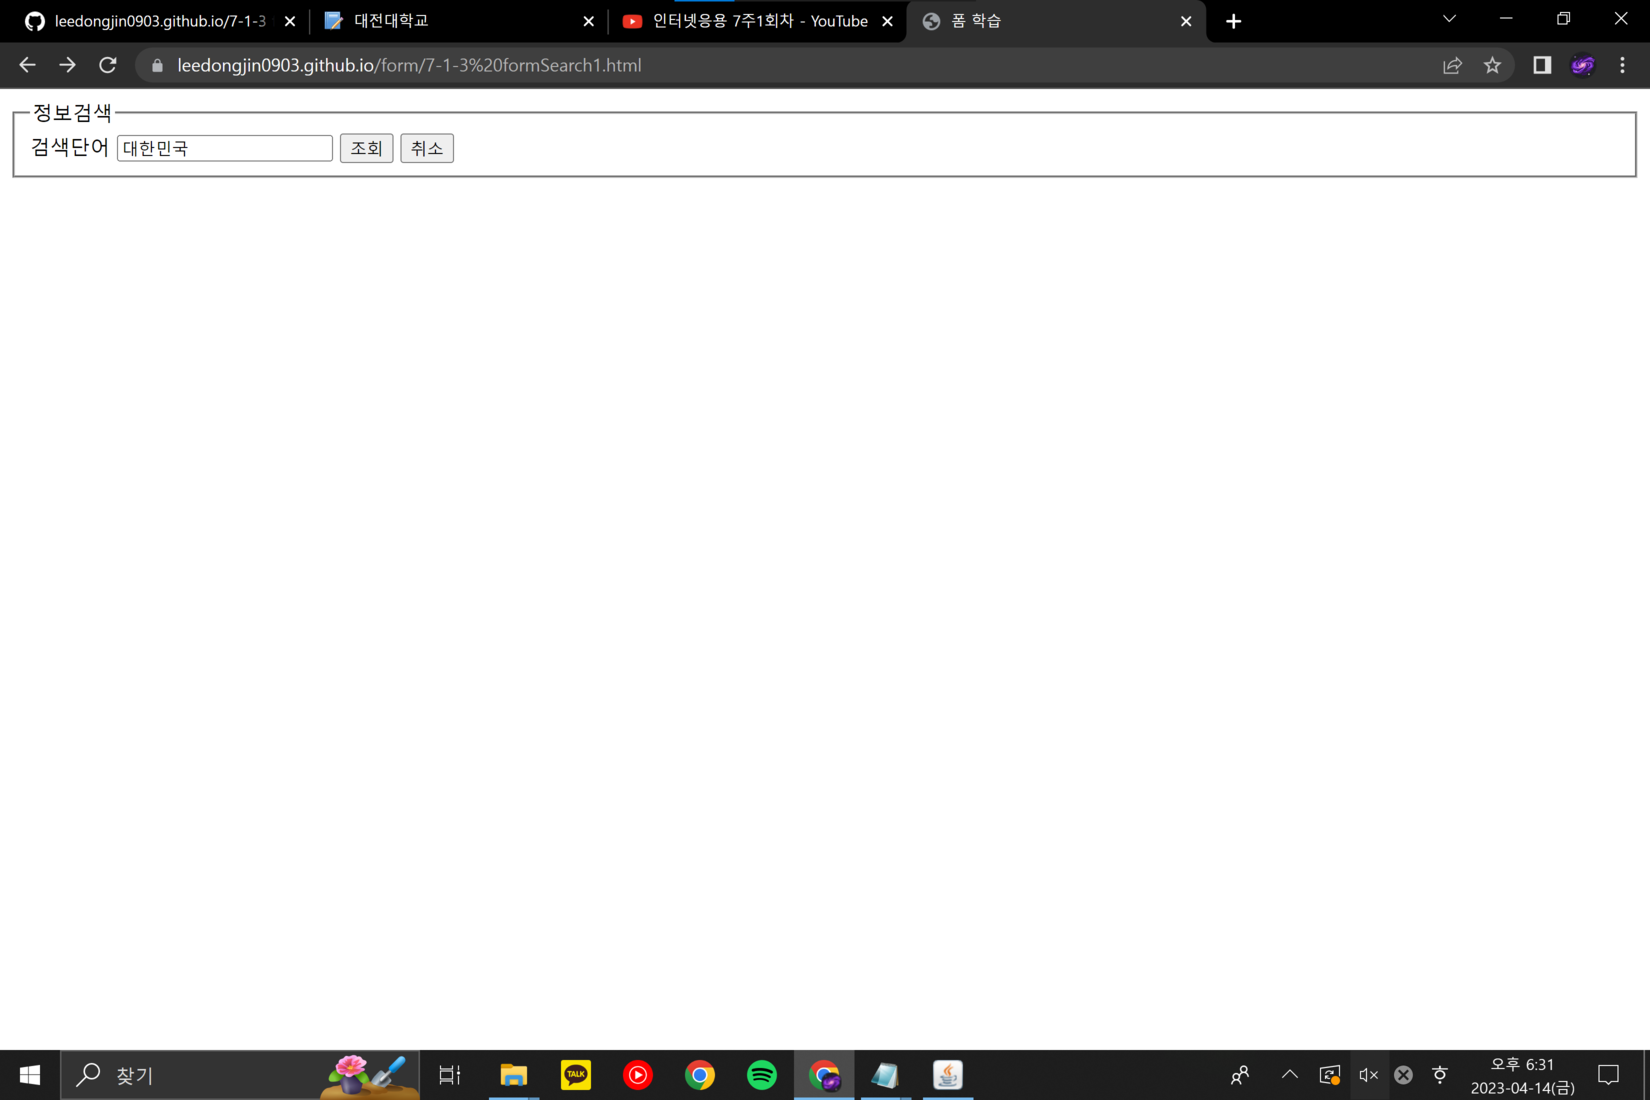 leedongjin0903.github.io/7-1-3
대전대학교
인터넷응용 7주1회차 - YouTube
폼 학습
leedongjin0903.github.io/form/7-1-3%20formSearch1.html
정보검색
검색단어 대한민국 조회 취소
찾기
TALK
오후 6:31
2023-04-14(금)